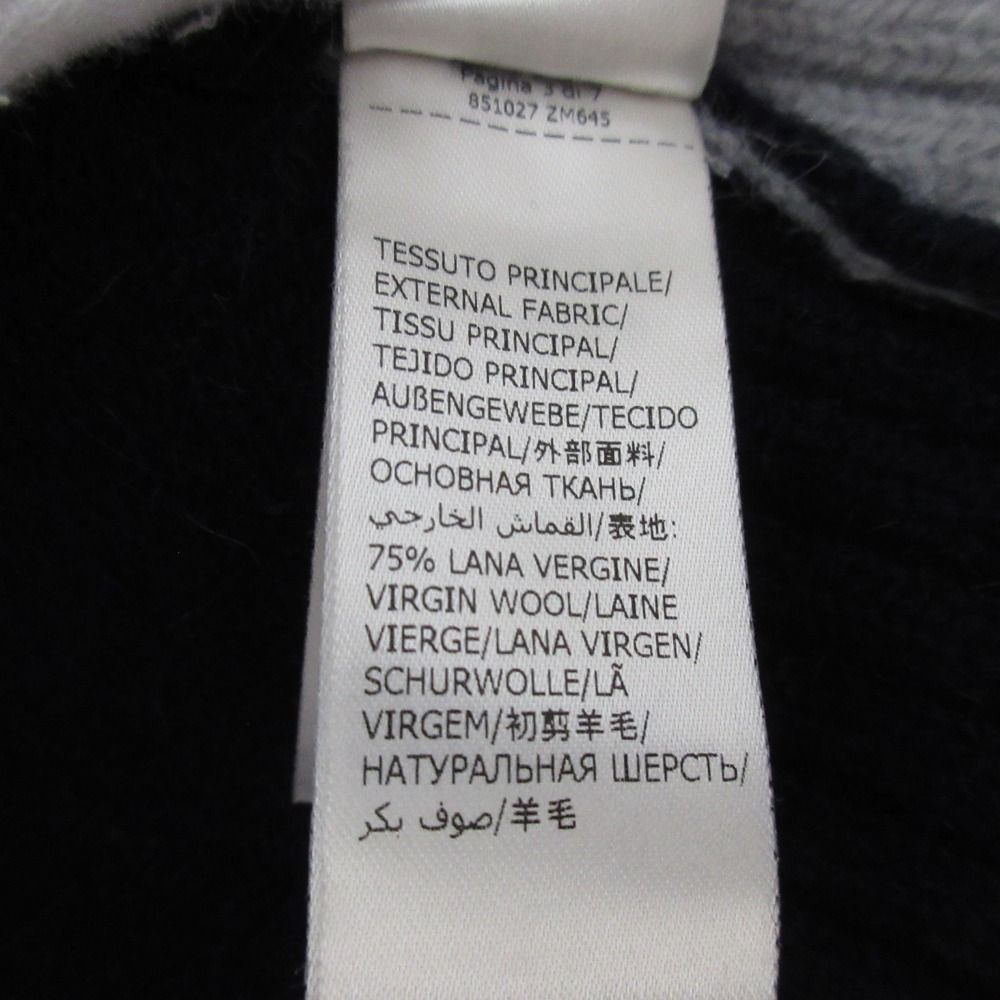 Pagina 3 di 7
851027 ZM645
TESSUTO PRINCIPALE/
EXTERNAL FABRIC/
TISSU PRINCIPAL/
TEJIDO PRINCIPAL/
AUßENGEWEBE/TECIDO
PRINCIPAL/外部面料/
ОСНОВНАЯ ТКАНЬ/
القماش الخارجي/表地:
75% LANA VERGINE/
VIRGIN WOOL/LAINE
VIERGE/LANA VIRGEN/
SCHURWOLLE/LÃ
VIRGEM/初剪羊毛/
НАТУРАЛЬНАЯ ШЕРСТЬ/
صوف بكر/羊毛